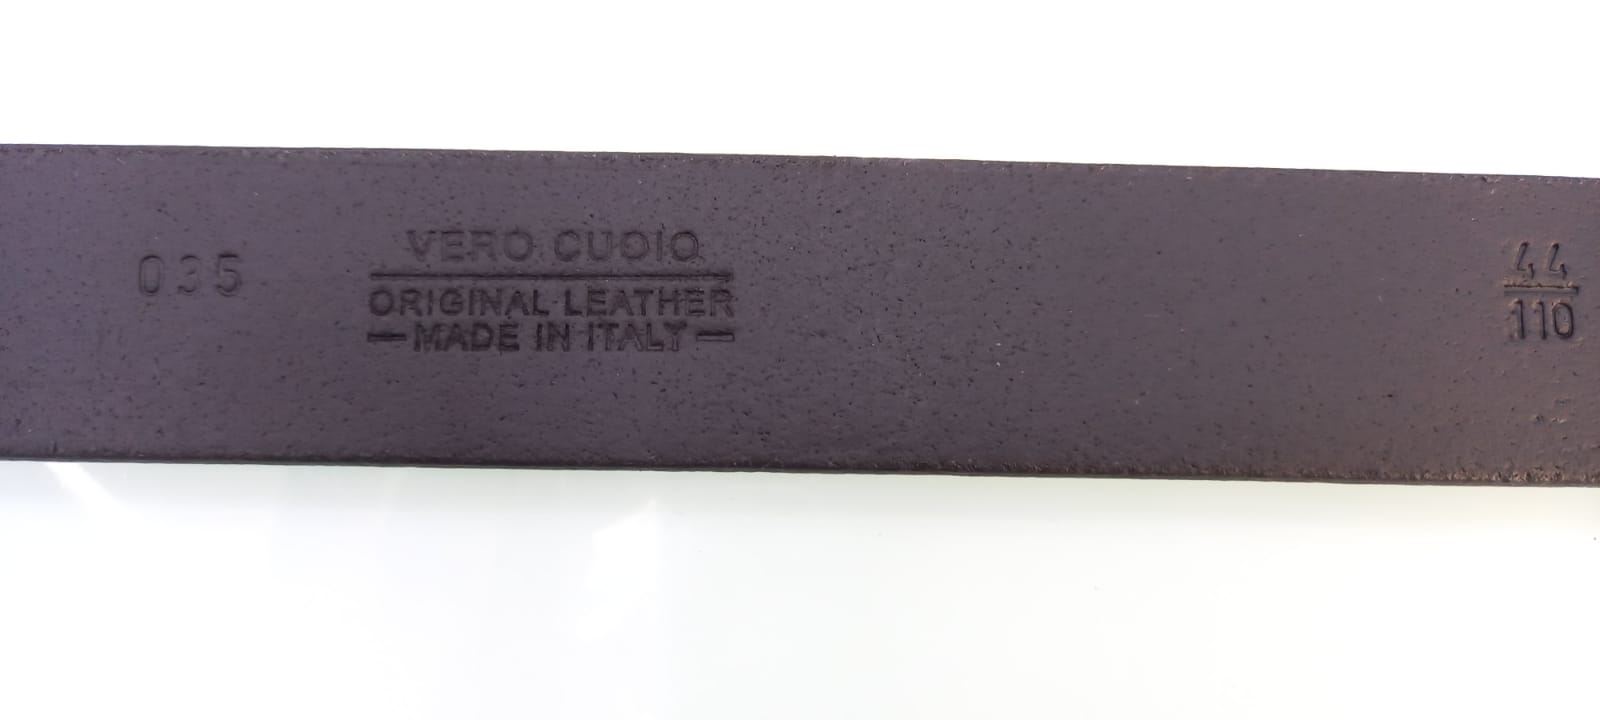 035
VERO CUOIO
ORIGINAL LEATHER
— MADE IN ITALY —
44
110